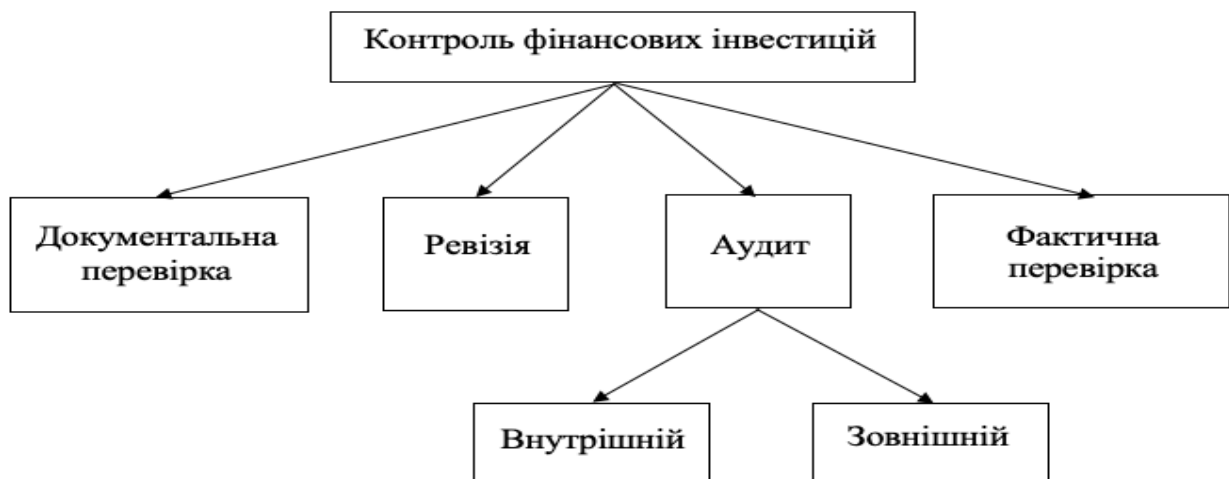 Контроль фінансових інвестицій
Документальна
перевірка
Ревізія
Аудит
Фактична
перевірка
Внутрішній
Зовнішній